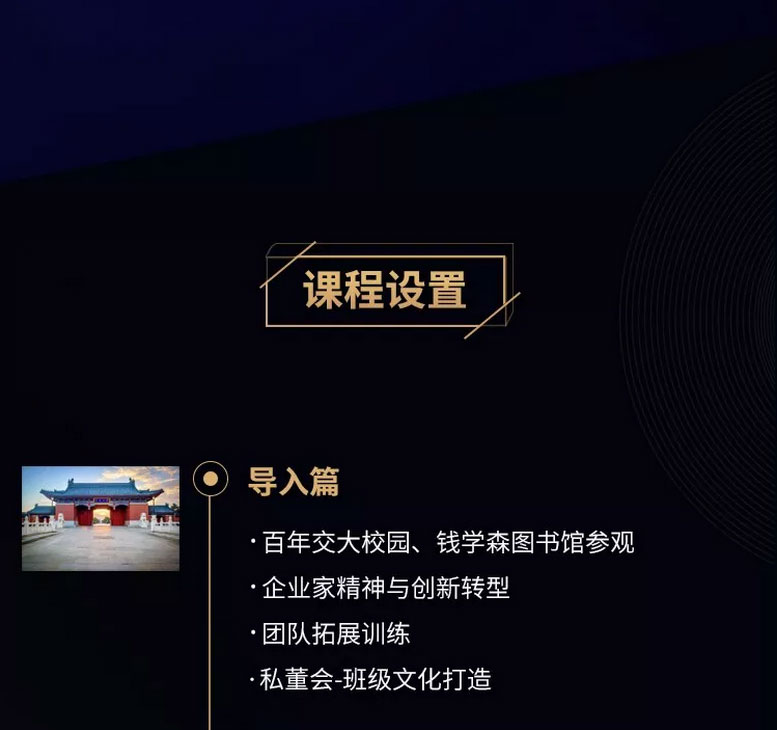 课程设置
导入篇
·百年交大校园、钱学森图书馆参观
·企业家精神与创新转型
·团队拓展训练
·私董会-班级文化打造